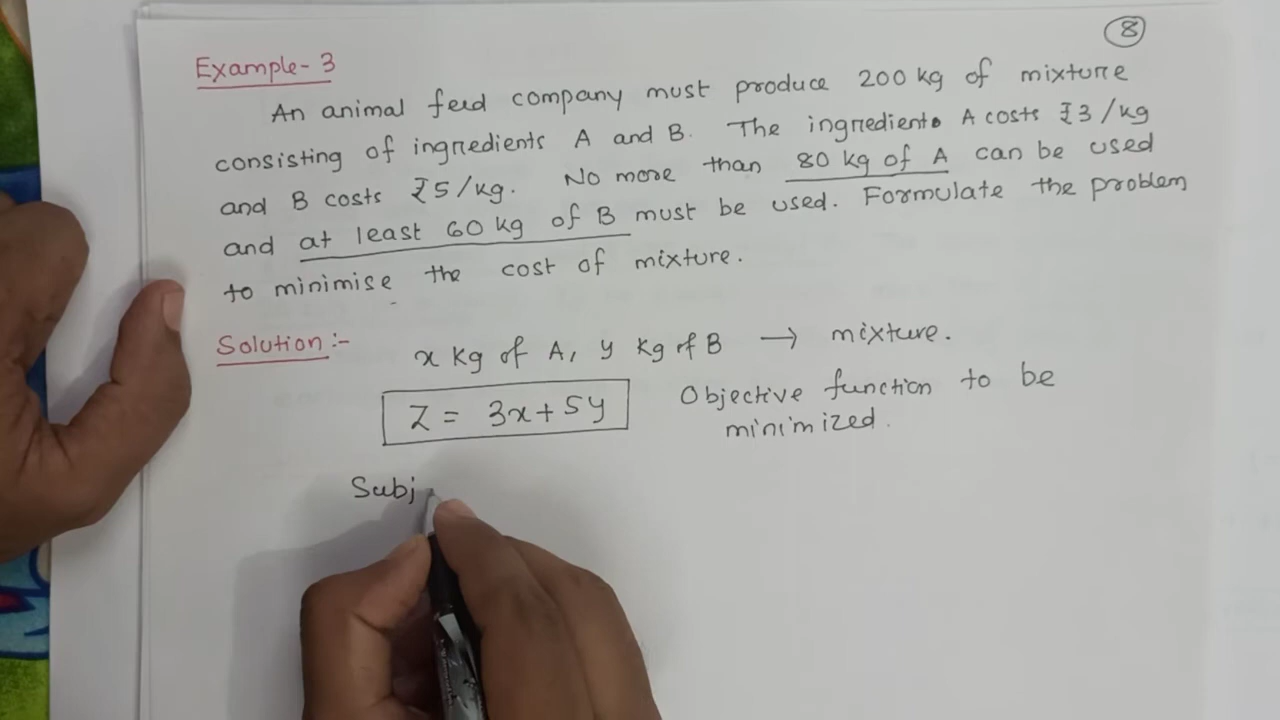 8
Example-3
An animal feed company must produce 200 kg of mixture
consisting of ingredients A and B. The ingredient A costs ₹3/kg
and B costs ₹5/kg. No more than 80 kg of A can be used
and at least 60 kg of B must be used. Formulate the problem
to minimise the cost of mixture.
Solution:-
x kg of A, y kg of B → mixture.
Z = 3x+5y Objective function to be
minimized.
Subj